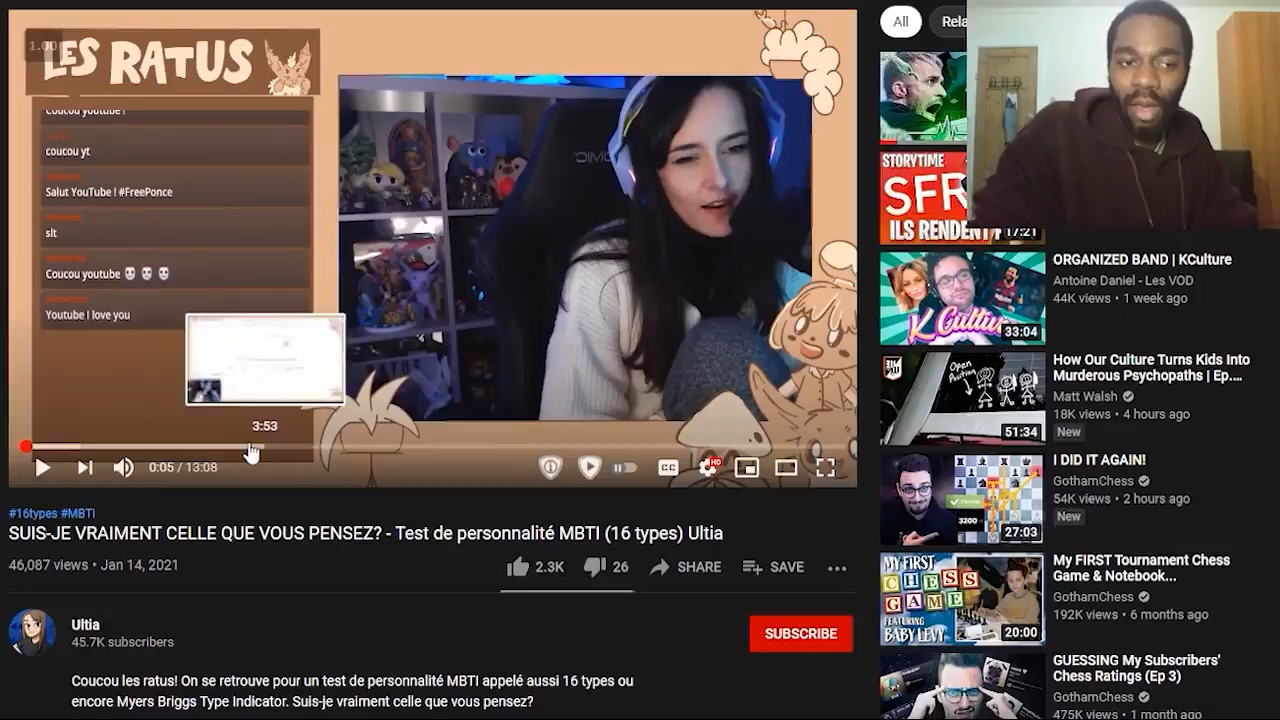 1.00
LES RATUS
Coucou youtube !
coucou yt
Salut YouTube ! #FreePonce
slt
Coucou youtube 💀 💀 💀
Youtube I love you
3:53
0:05 / 13:08
CC
HD
#16types #MBTI
SUIS-JE VRAIMENT CELLE QUE VOUS PENSEZ? - Test de personnalité MBTI (16 types) Ultia
46,087 views • Jan 14, 2021
2.3K
26
SHARE
SAVE
Ultia
45.7K subscribers
SUBSCRIBE
Coucou les ratus! On se retrouve pour un test de personnalité MBTI appelé aussi 16 types ou
encore Myers Briggs Type Indicator. Suis-je vraiment celle que vous pensez?
All
Rela
STORYTIME
SFR
ILS RENDENT
17:21
K Cultu
33:04
ORGANIZED BAND | KCulture
Antoine Daniel - Les VOD
44K views • 1 week ago
Open
Position
51:34
How Our Culture Turns Kids Into
Murderous Psychopaths | Ep....
Matt Walsh
18K views • 4 hours ago
New
3200
27:03
I DID IT AGAIN!
GothamChess
54K views • 2 hours ago
New
MY FIRST
CHESS
GAME
FEATURING
BABY LEVY
20:00
My FIRST Tournament Chess
Game & Notebook...
GothamChess
192K views • 6 months ago
GUESSING My Subscribers'
Chess Ratings (Ep 3)
GothamChess
475K views • 1 month ago